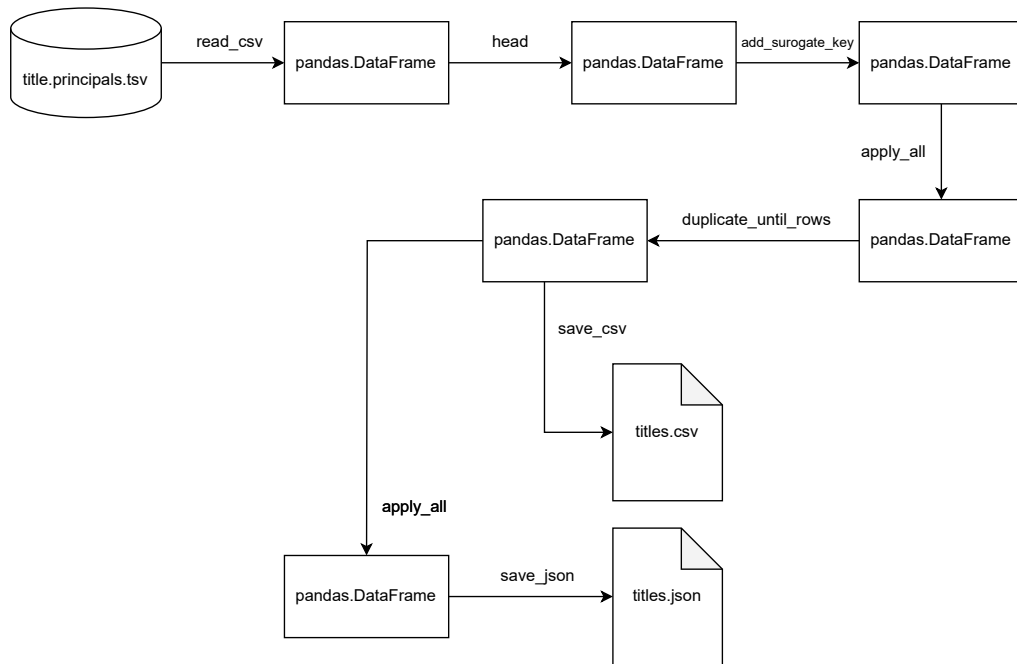 title.principals.tsv
read_csv
pandas.DataFrame
head
pandas.DataFrame
add_surogate_key
pandas.DataFrame
apply_all
pandas.DataFrame
duplicate_until_rows
pandas.DataFrame
save_csv
titles.csv
apply_all
pandas.DataFrame
save_json
titles.json